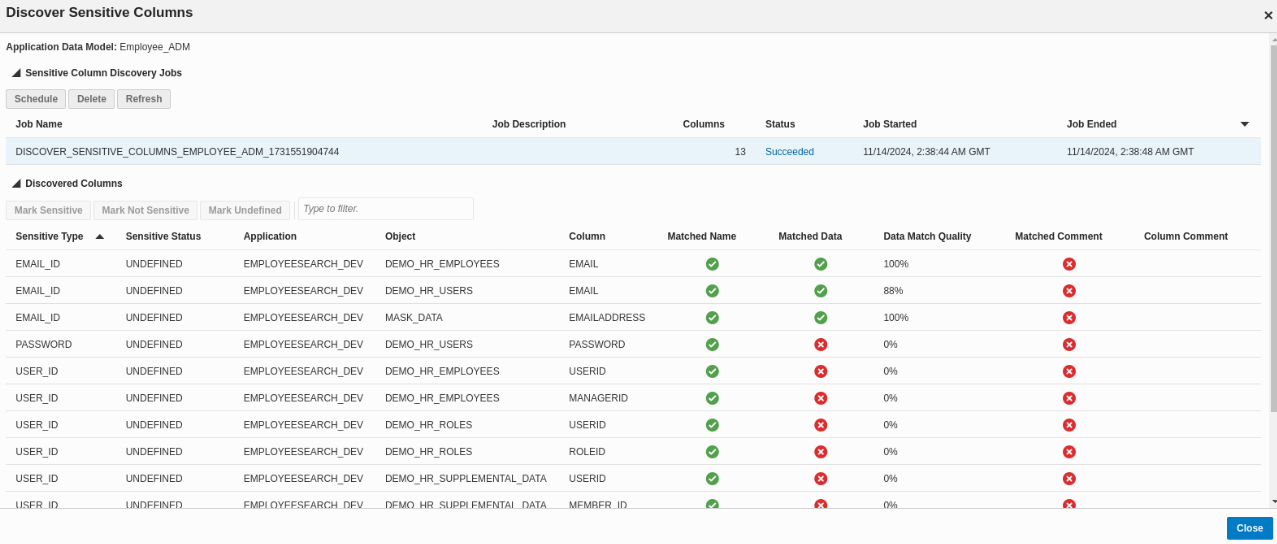 Discover Sensitive Columns
Application Data Model: Employee_ADM
Sensitive Column Discovery Jobs
Schedule Delete Refresh
Job Name Job Description Columns Status Job Started Job Ended
DISCOVER_SENSITIVE_COLUMNS_EMPLOYEE_ADM_1731551904744 13 Succeeded 11/14/2024, 2:38:44 AM GMT 11/14/2024, 2:38:48 AM GMT
Discovered Columns
Mark Sensitive Mark Not Sensitive Mark Undefined Type to filter.
Sensitive Type Sensitive Status Application Object Column Matched Name Matched Data Data Match Quality Matched Comment Column Comment
EMAIL_ID UNDEFINED EMPLOYEESEARCH_DEV DEMO_HR_EMPLOYEES EMAIL 100%
EMAIL_ID UNDEFINED EMPLOYEESEARCH_DEV DEMO_HR_USERS EMAIL 88%
EMAIL_ID UNDEFINED EMPLOYEESEARCH_DEV MASK_DATA EMAILADDRESS 100%
PASSWORD UNDEFINED EMPLOYEESEARCH_DEV DEMO_HR_USERS PASSWORD 0%
USER_ID UNDEFINED EMPLOYEESEARCH_DEV DEMO_HR_EMPLOYEES USERID 0%
USER_ID UNDEFINED EMPLOYEESEARCH_DEV DEMO_HR_EMPLOYEES MANAGERID 0%
USER_ID UNDEFINED EMPLOYEESEARCH_DEV DEMO_HR_ROLES USERID 0%
USER_ID UNDEFINED EMPLOYEESEARCH_DEV DEMO_HR_ROLES ROLEID 0%
USER_ID UNDEFINED EMPLOYEESEARCH_DEV DEMO_HR_SUPPLEMENTAL_DATA USERID 0%
USER_ID UNDEFINED EMPLOYEESEARCH_DEV DEMO_HR_SUPPLEMENTAL_DATA MEMBER_ID 0%
Close